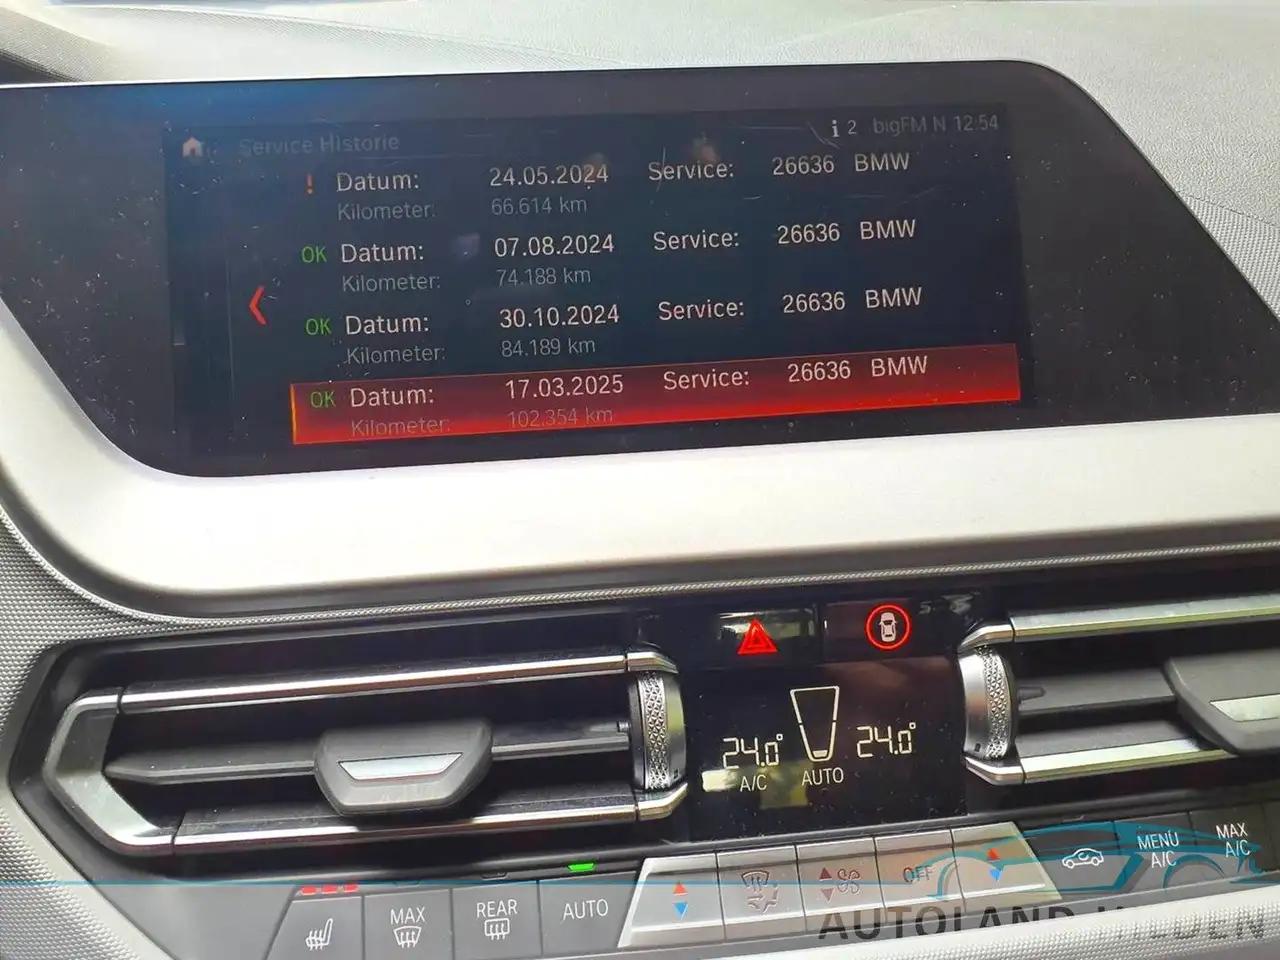 Service Historie
i 2 bigFM N 12:54
! Datum: 24.05.2024 Service: 26636 BMW
Kilometer: 66.614 km
OK Datum: 07.08.2024 Service: 26636 BMW
Kilometer: 74.188 km
OK Datum: 30.10.2024 Service: 26636 BMW
Kilometer: 84.189 km
OK Datum: 17.03.2025 Service: 26636 BMW
Kilometer: 102.354 km
24.0° 24.0°
A/C AUTO
MAX
REAR
AUTO
OFF
MENU A/C
MAX A/C
AUTOLAND HILDEN